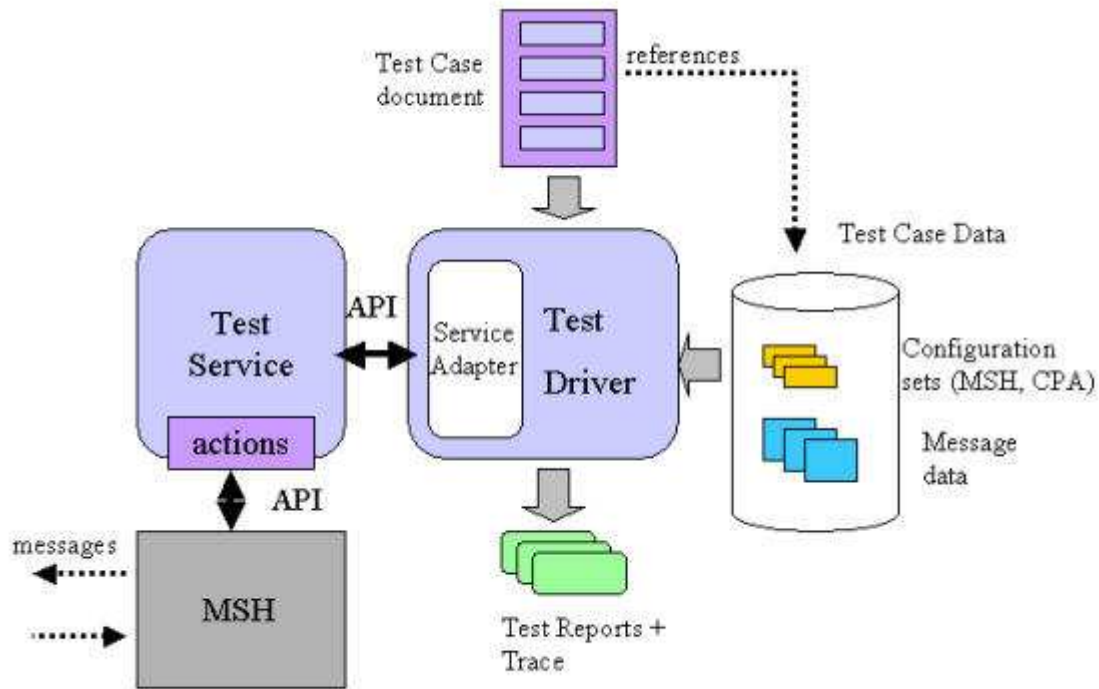 Test Case
document
references
Test Case Data
Test
Service
API
Service
Adapter
Test
Driver
Configuration
sets (MSH, CPA)
Message
data
actions
API
messages
MSH
Test Reports +
Trace